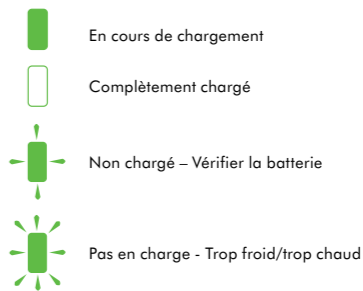 En cours de chargement
Complètement chargé
Non chargé – Vérifier la batterie
Pas en charge - Trop froid/trop chaud